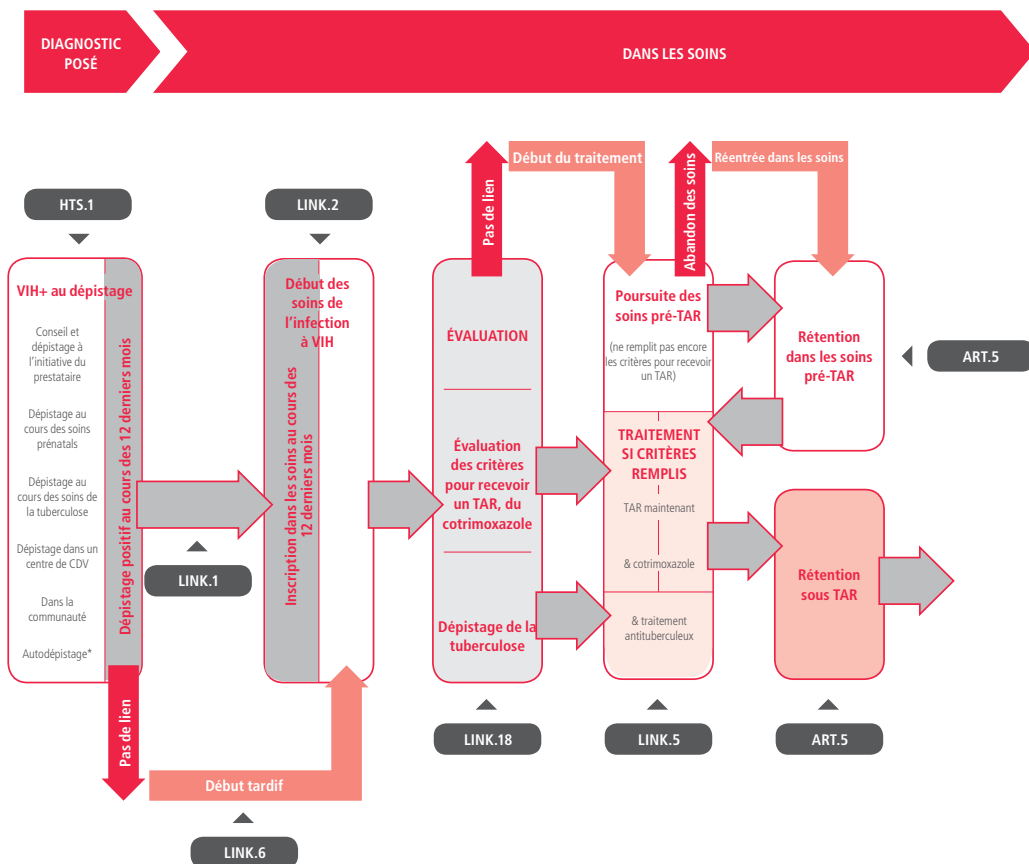 DIAGNOSTIC
POSÉ
DANS LES SOINS
HTS.1
VIH+ au dépistage
Conseil et
dépistage à
l’initiative du
prestataire
Dépistage au
cours des soins
prénatals
Dépistage au
cours des soins de
la tuberculose
Dépistage dans un
centre de CDV
Dans la
communauté
Autodépistage*
Dépistage positif au cours des 12 derniers mois
Pas de lien
LINK.1
Début tardif
LINK.6
LINK.2
Inscription dans les soins au cours des
12 derniers mois
Début des
soins de
l’infection
à VIH
Pas de lien
Début du traitement
ÉVALUATION
Évaluation
des critères
pour recevoir
un TAR, du
cotrimoxazole
Dépistage de la
tuberculose
LINK.18
Abandon des soins
Réentrée dans les soins
Poursuite des
soins pré-TAR
(ne remplit pas encore
les critères pour recevoir
un TAR)
TRAITEMENT
SI CRITÈRES
REMPLIS
TAR maintenant
& cotrimoxazole
& traitement
antituberculeux
LINK.5
Rétention
dans les soins
pré-TAR
ART.5
Rétention
sous TAR
ART.5